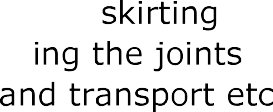 skirting
ing the joints
and transport etc